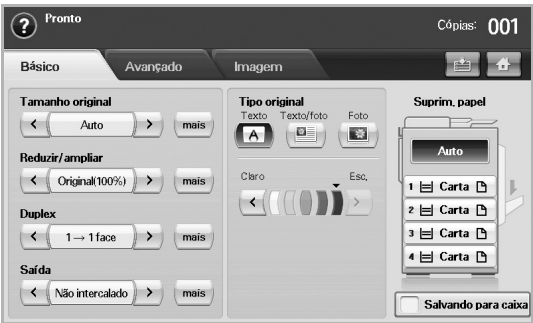 ? Pronto
Cópias: 001
Básico Avançado Imagem
Tamanho original
< Auto > mais
Reduzir/ampliar
< Original(100%) > mais
Duplex
< 1 → 1 face > mais
Saída
< Não intercalado > mais
Tipo original
Texto Texto/foto Foto
A
Claro Esc.
< >
Suprim. papel
Auto
1 Carta
2 Carta
3 Carta
4 Carta
Salvando para caixa